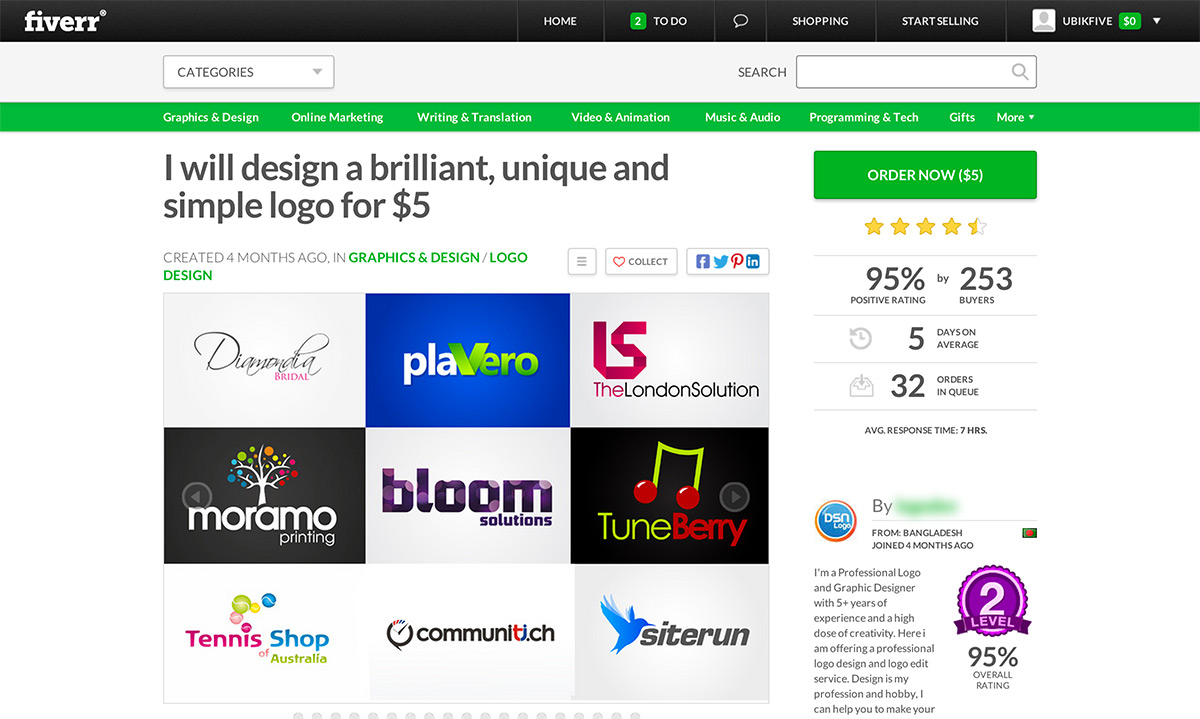 fiverr®
HOME
2 TO DO
SHOPPING
START SELLING
UBIKFIVE $0
CATEGORIES
SEARCH
Graphics & Design
Online Marketing
Writing & Translation
Video & Animation
Music & Audio
Programming & Tech
Gifts
More
I will design a brilliant, unique and
simple logo for $5
CREATED 4 MONTHS AGO, IN GRAPHICS & DESIGN / LOGO
DESIGN
COLLECT
Diamondia
BRIDAL
plaVero
LS
TheLondonSolution
moramo
printing
bloom
solutions
TuneBerry
Tennis Shop
of Australia
communiti.ch
siterun
ORDER NOW ($5)
95% by 253
POSITIVE RATING BUYERS
5 DAYS ON
AVERAGE
32 ORDERS
IN QUEUE
AVG. RESPONSE TIME: 7 HRS.
DSN
Logo
By
FROM: BANGLADESH
JOINED 4 MONTHS AGO
I'm a Professional Logo
and Graphic Designer
with 5+ years of
experience and a high
dose of creativity. Here i
am offering a professional
logo design and logo edit
service. Design is my
profession and hobby, I
can help you to make your
2
LEVEL
95%
OVERALL
RATING